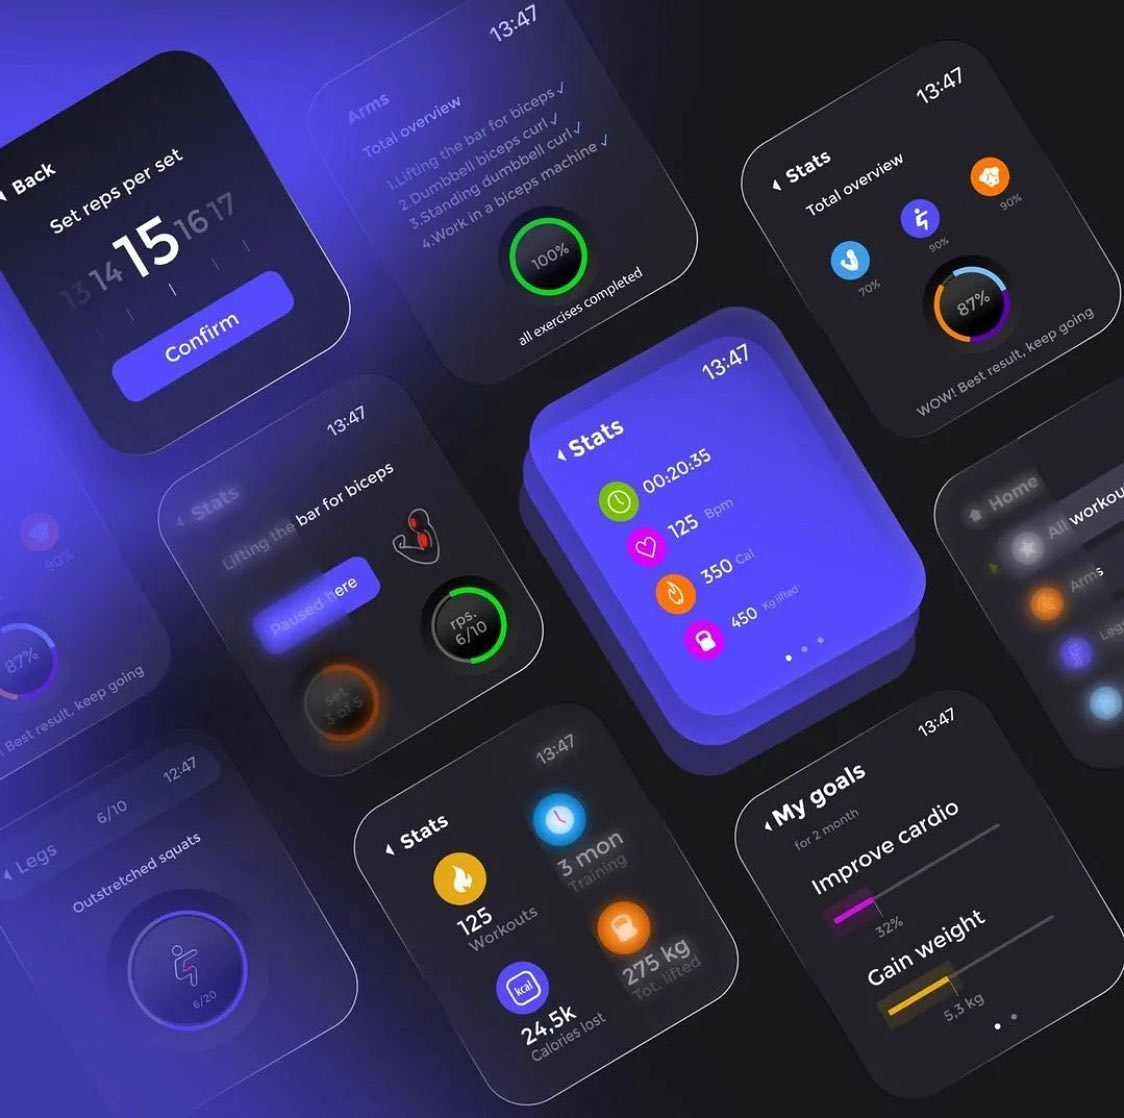 Back
Set reps per set
13 14 15 16 17
Confirm
13:47
Arms
Total overview
1.Lifting the bar for biceps ✓
2.Dumbbell biceps curl ✓
3.Standing dumbbell curl ✓
4.Work in a biceps machine ✓
100%
all exercises completed
13:47
Stats
Total overview
70%
90%
90%
87%
WOW! Best result, keep going
13:47
Stats
Lifting the bar for biceps
Paused here
rps.
6/10
set
3 of 5
13:47
Stats
00:20:35
125 Bpm
350 Cal
450 Kg lifted
Home
All workou
Arms
Legs
90%
87%
Best result, keep going
12:47
6/10
Legs
Outstretched squats
6/20
13:47
Stats
125
Workouts
3 mon
Training
24,5k
Calories lost
275 kg
Tot. lifted
kcal
13:47
My goals
for 2 month
Improve cardio
32%
Gain weight
5,3 kg